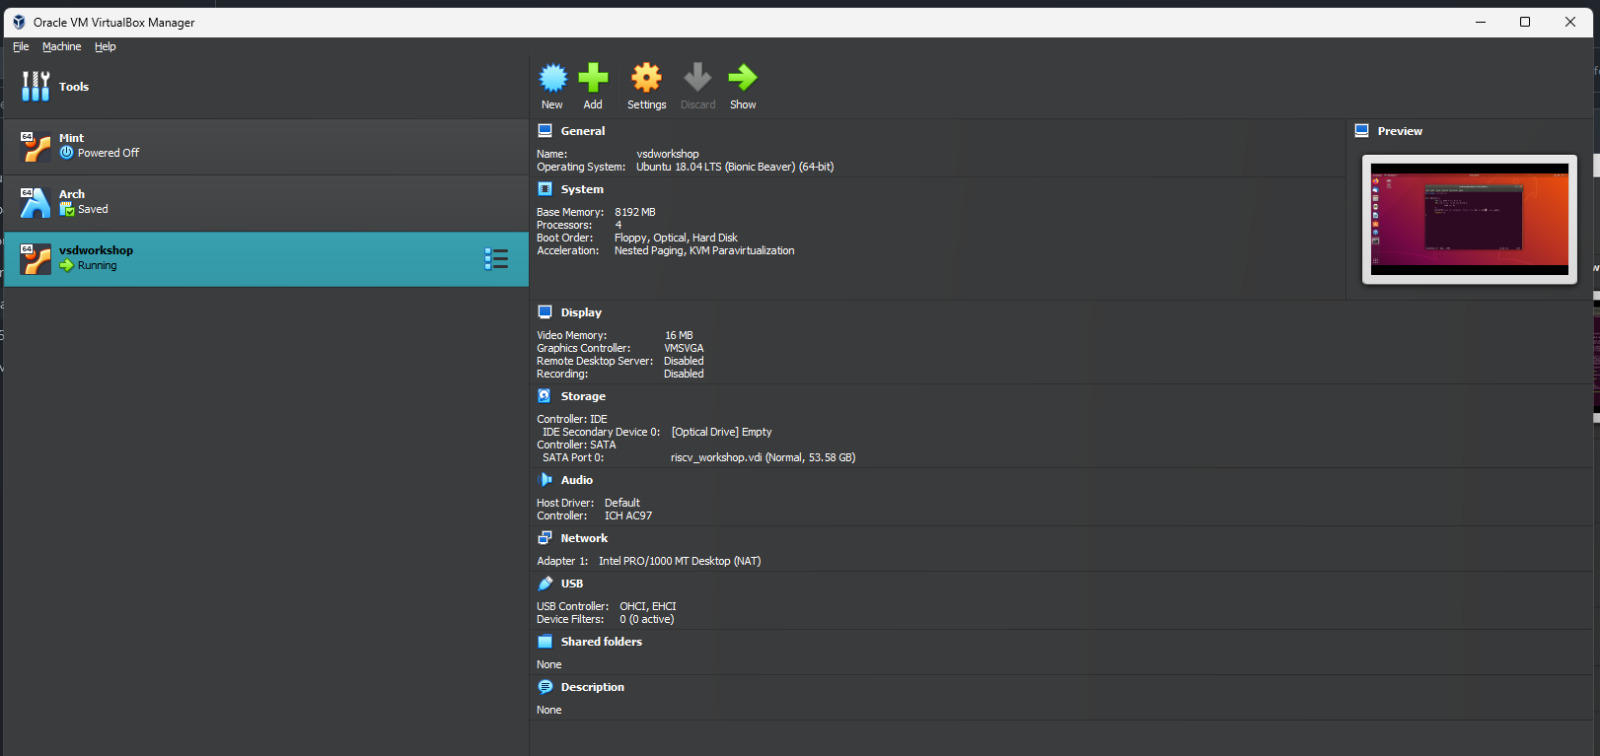 Oracle VM VirtualBox Manager
File Machine Help
Tools
New Add Settings Discard Show
64
Mint
Powered Off
64
Arch
Saved
64
vsdworkshop
Running
General
Name: vsdworkshop
Operating System: Ubuntu 18.04 LTS (Bionic Beaver) (64-bit)
System
Base Memory: 8192 MB
Processors: 4
Boot Order: Floppy, Optical, Hard Disk
Acceleration: Nested Paging, KVM Paravirtualization
Preview
Display
Video Memory: 16 MB
Graphics Controller: VMSVGA
Remote Desktop Server: Disabled
Recording: Disabled
Storage
Controller: IDE
IDE Secondary Device 0: [Optical Drive] Empty
Controller: SATA
SATA Port 0: riscv_workshop.vdi (Normal, 53.58 GB)
Audio
Host Driver: Default
Controller: ICH AC97
Network
Adapter 1: Intel PRO/1000 MT Desktop (NAT)
USB
USB Controller: OHCI, EHCI
Device Filters: 0 (0 active)
Shared folders
None
Description
None